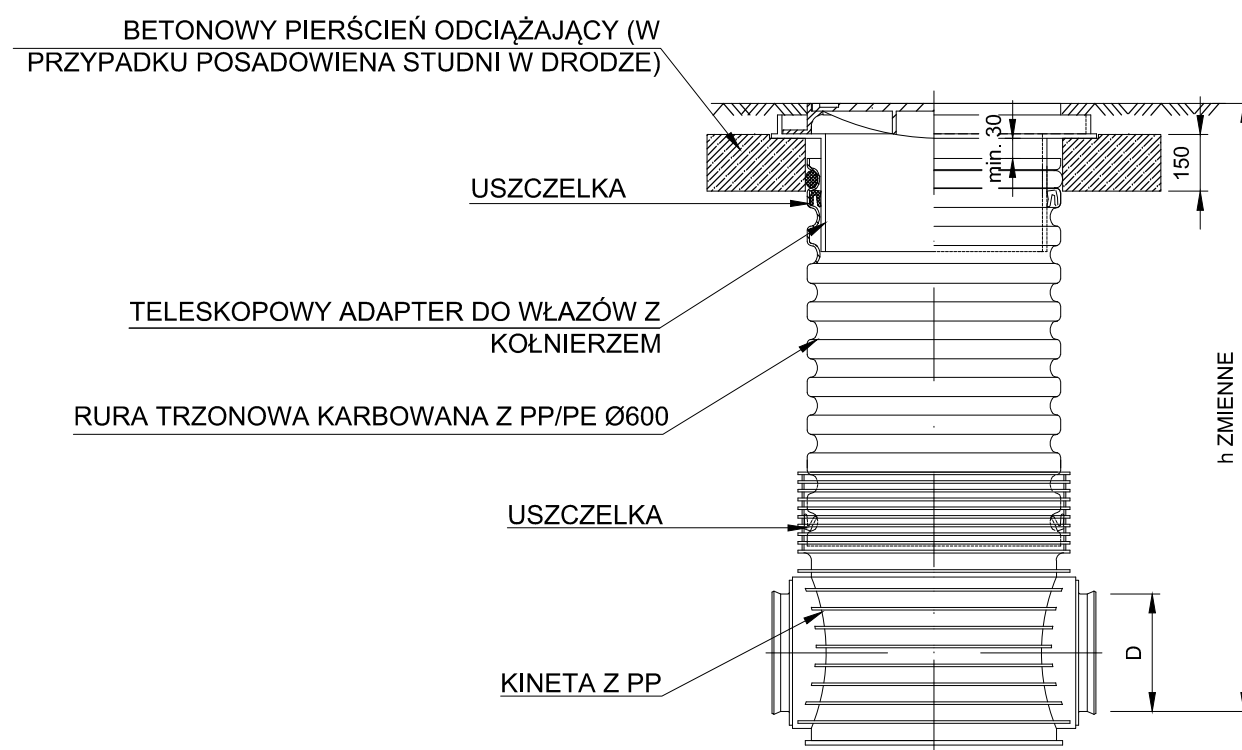 BETONOWY PIERŚCIEŃ ODCIĄŻAJĄCY (W
PRZYPADKU POSADOWIENA STUDNI W DRODZE)
min. 30
150
USZCZELKA
TELESKOPOWY ADAPTER DO WŁAZÓW Z
KOŁNIERZEM
RURA TRZONOWA KARBOWANA Z PP/PE Ø600
h ZMIENNE
USZCZELKA
D
KINETA Z PP